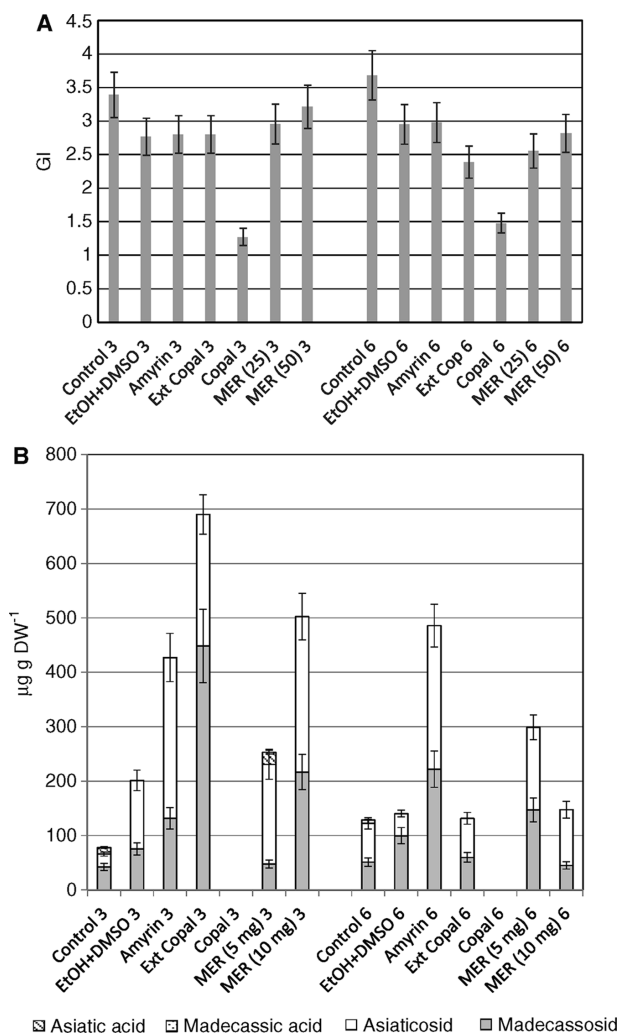 A
4.5
4
3.5
3
2.5
2
1.5
1
0.5
0
GI
Control 3
EtOH+DMSO 3
Amyrin 3
Ext Copal 3
Copal 3
MER (25) 3
MER (50) 3
Control 6
EtOH+DMSO 6
Amyrin 6
Ext Cop 6
Copal 6
MER (25) 6
MER (50) 6
B
800
700
600
500
400
300
200
100
0
µg g DW-1
Control 3
EtOH+DMSO 3
Amyrin 3
Ext Copal 3
Copal 3
MER (5 mg) 3
MER (10 mg) 3
Control 6
EtOH+DMSO 6
Amyrin 6
Ext Copal 6
Copal 6
MER (5 mg) 6
MER (10 mg) 6
Asiatic acid Madecassic acid Asiaticosid Madecassosid